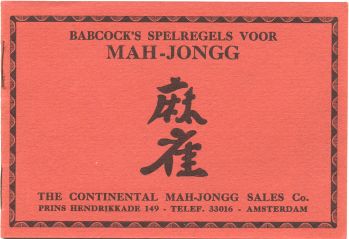 BABCOCK'S SPELREGELS VOOR
MAH-JONGG
麻
雀
THE CONTINENTAL MAH-JONGG SALES Co.
PRINS HENDRIKKADE 149 - TELEF. 33016 - AMSTERDAM